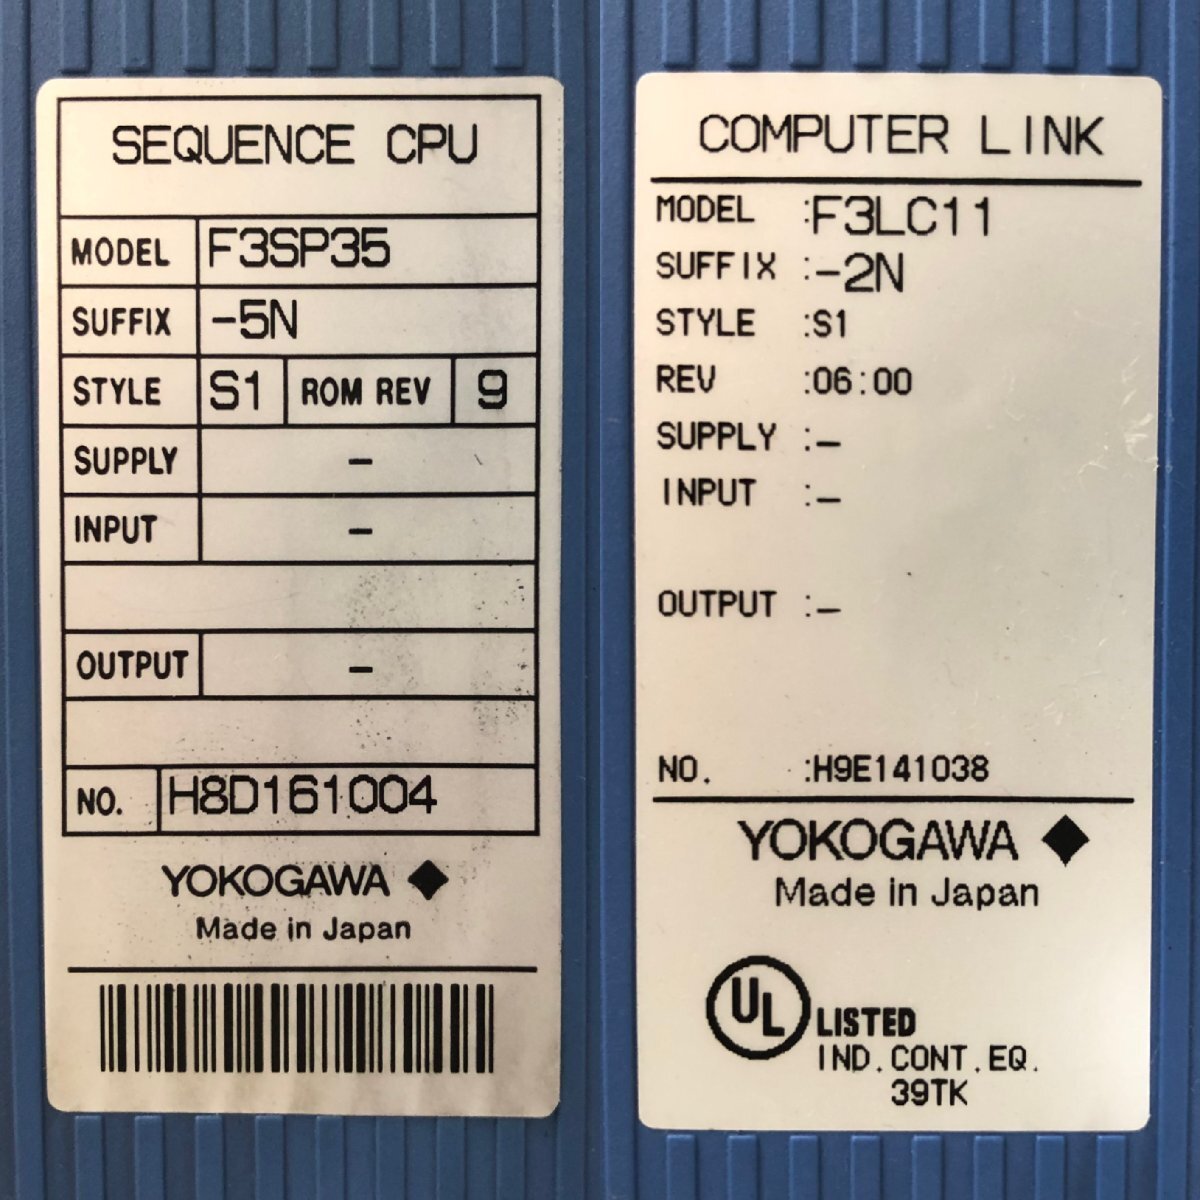 SEQUENCE CPU
MODEL F3SP35
SUFFIX -5N
STYLE S1 ROM REV 9
SUPPLY -
INPUT -
OUTPUT -
NO. H8D161004
YOKOGAWA
Made in Japan
COMPUTER LINK
MODEL :F3LC11
SUFFIX :-2N
STYLE :S1
REV :06:00
SUPPLY :-
INPUT :-
OUTPUT :-
NO. :H9E141038
YOKOGAWA
Made in Japan
UL LISTED
IND.CONT.EQ.
39TK